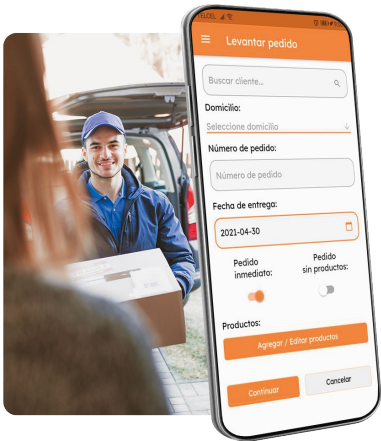 TELCEL
Levantar pedido
Buscar cliente...
Domicilio:
Seleccione domicilio
Número de pedido:
Número de pedido
Fecha de entrega:
2021-04-30
Pedido
inmediato:
Pedido
sin productos:
Productos:
Agregar / Editar productos
Continuar
Cancelar